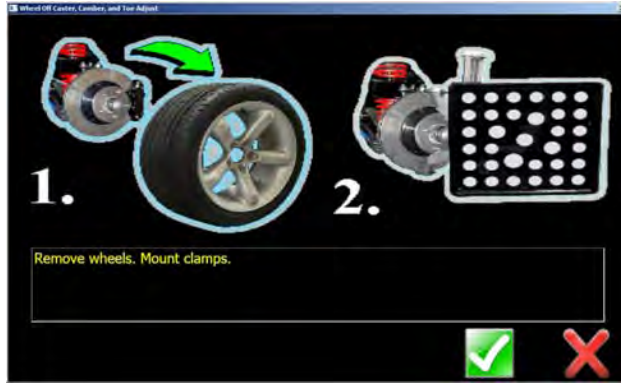 Wheel Off Caster, Camber, and Toe Adjust
1.
2.
Remove wheels. Mount clamps.